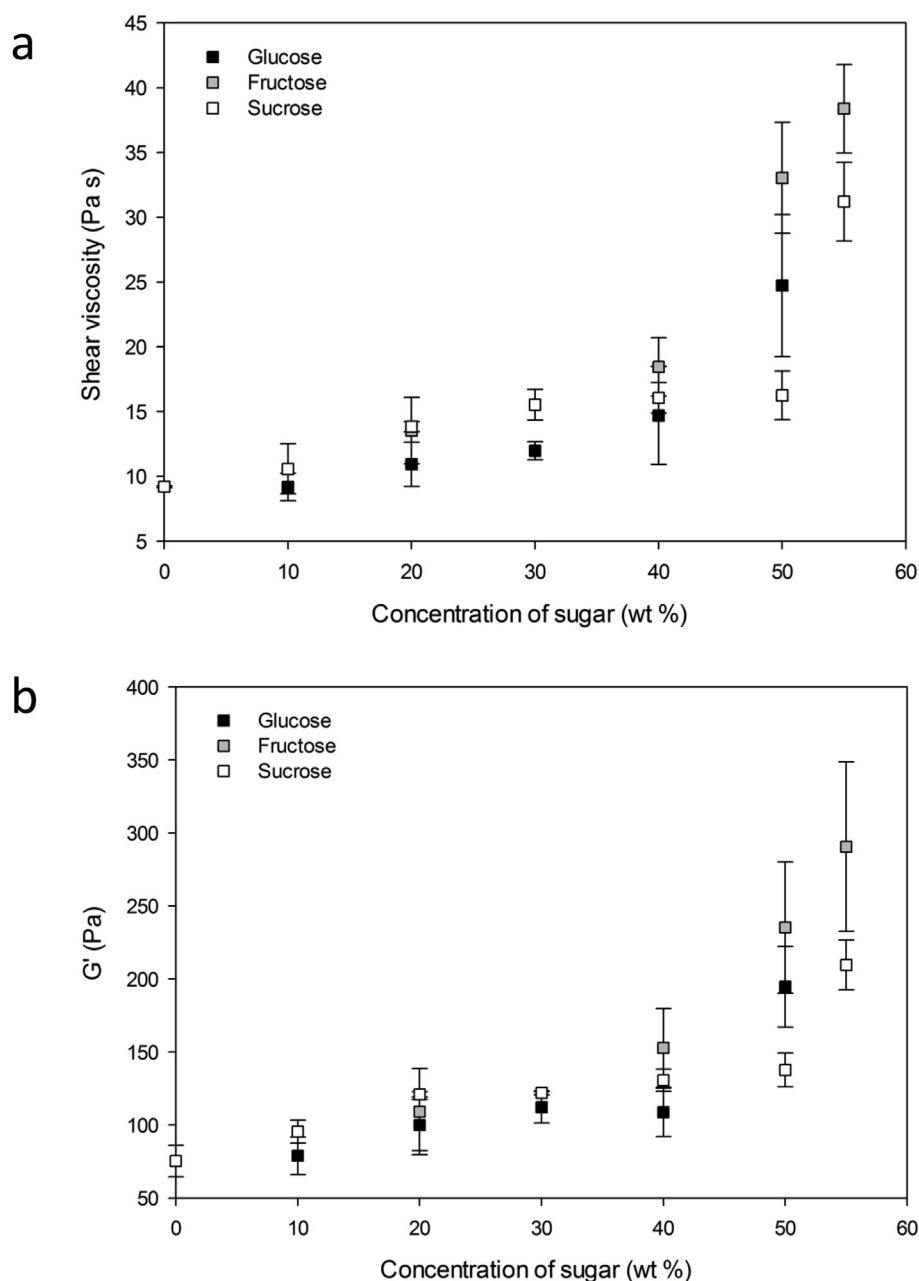 a
45
40
35
30
25
20
15
10
5
Shear viscosity (Pa s)
Glucose
Fructose
Sucrose
0 10 20 30 40 50 60
Concentration of sugar (wt %)
b
400
350
300
250
200
150
100
50
G' (Pa)
Glucose
Fructose
Sucrose
0 10 20 30 40 50 60
Concentration of sugar (wt %)